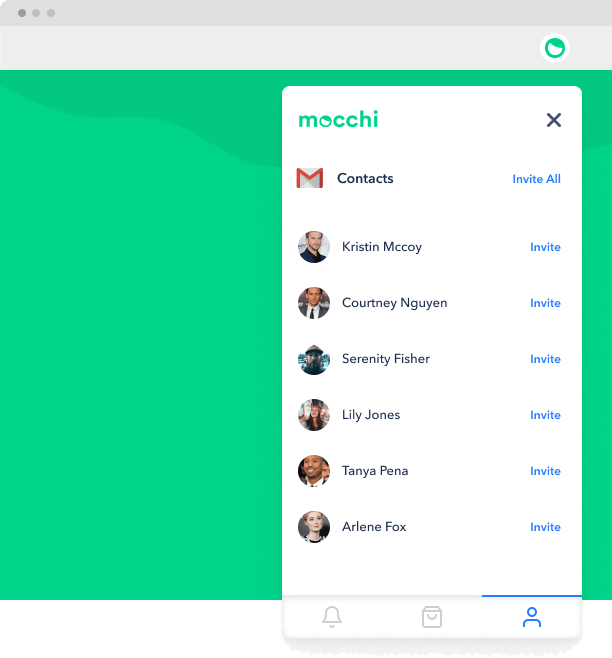 mocchi
Contacts Invite All
Kristin Mccoy Invite
Courtney Nguyen Invite
Serenity Fisher Invite
Lily Jones Invite
Tanya Pena Invite
Arlene Fox Invite